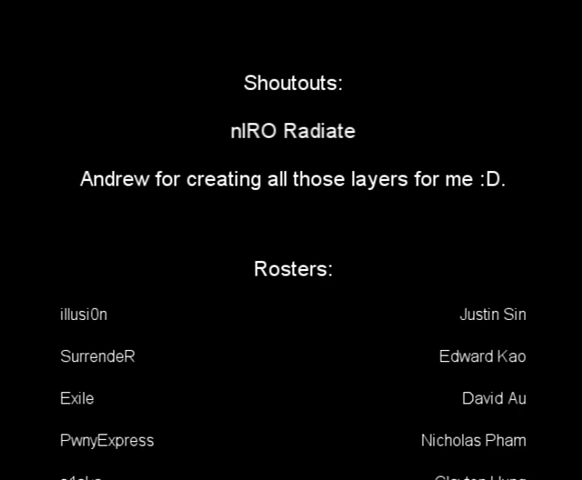 Shoutouts:
nIRO Radiate
Andrew for creating all those layers for me :D.
Rosters:
illusi0n Justin Sin
SurrendeR Edward Kao
Exile David Au
PwnyExpress Nicholas Pham